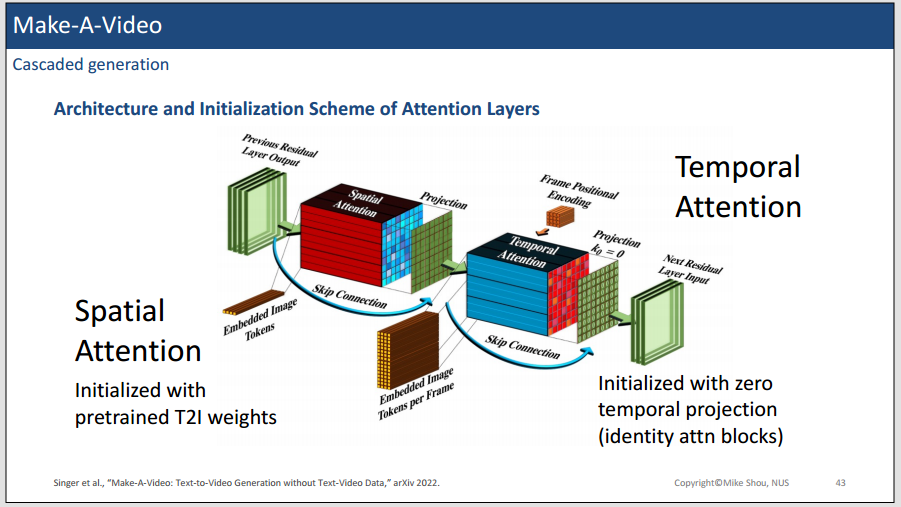 Make-A-Video
Cascaded generation
Architecture and Initialization Scheme of Attention Layers
Previous Residual
Layer Output
Spatial
Attention
Projection
Frame Positional
Encoding
Temporal
Attention
Temporal
Attention
Projection
k₀ = 0
Next Residual
Layer Input
Skip Connection
Embedded Image
Tokens
Spatial
Attention
Initialized with
pretrained T2I weights
Skip Connection
Embedded Image
Tokens per Frame
Initialized with zero
temporal projection
(identity attn blocks)
Singer et al., “Make-A-Video: Text-to-Video Generation without Text-Video Data,” arXiv 2022.
Copyright©Mike Shou, NUS
43